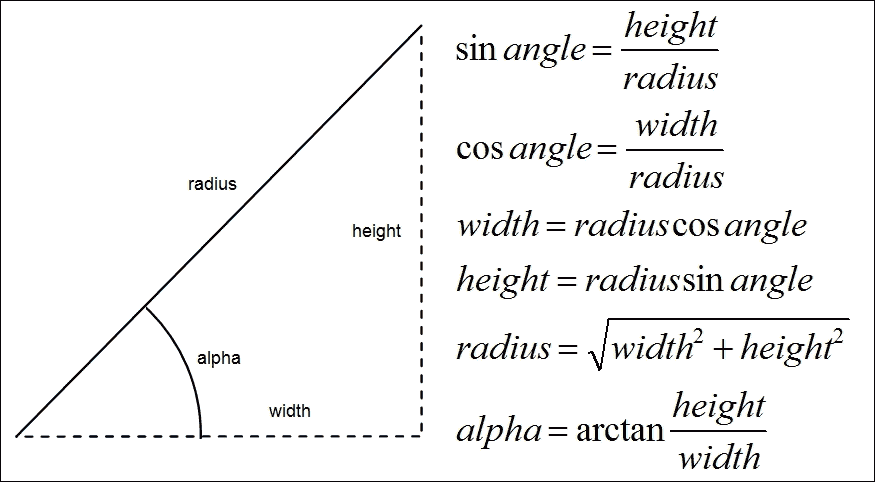 radius
height
alpha
width
sin angle = height/radius
cos angle = width/radius
width = radius cos angle
height = radius sin angle
radius = √(width² + height²)
alpha = arctan height/width